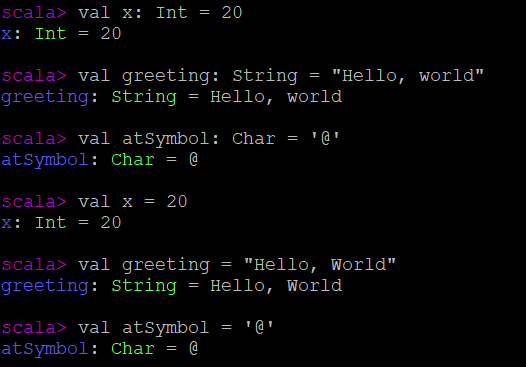 scala> val x: Int = 20
x: Int = 20
scala> val greeting: String = "Hello, world"
greeting: String = Hello, world
scala> val atSymbol: Char = '@'
atSymbol: Char = @
scala> val x = 20
x: Int = 20
scala> val greeting = "Hello, World"
greeting: String = Hello, World
scala> val atSymbol = '@'
atSymbol: Char = @